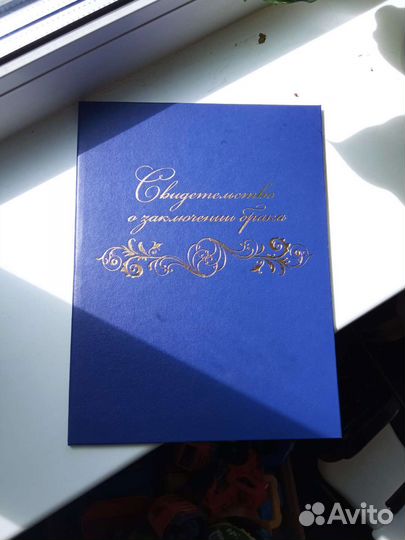 Свидетельство
о заключении брака
Avito